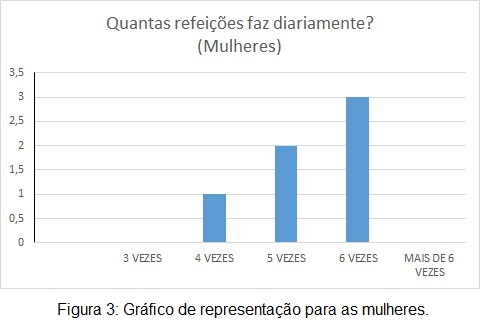 Quantas refeições faz diariamente?
(Mulheres)
3,5
3
2,5
2
1,5
1
0,5
0
3 VEZES
4 VEZES
5 VEZES
6 VEZES
MAIS DE 6
VEZES
Figura 3: Gráfico de representação para as mulheres.